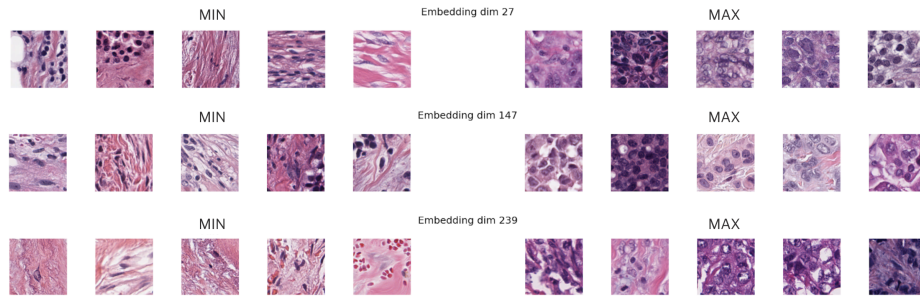 MIN
Embedding dim 27
MAX
MIN
Embedding dim 147
MAX
MIN
Embedding dim 239
MAX